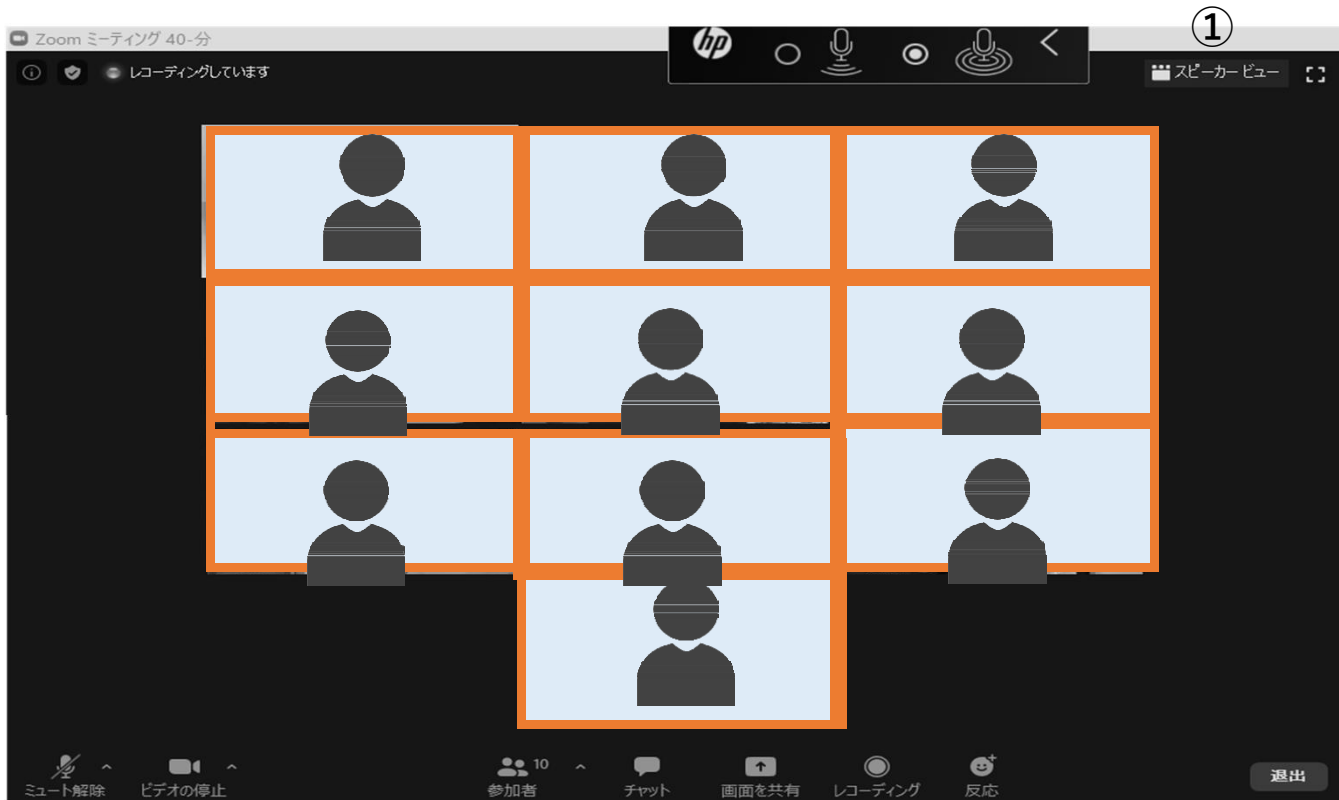 ①
Zoom ミーティング 40-分
hp
レコーディングしています
スピーカー ビュー
10
ミュート解除
ビデオの停止
参加者
チャット
画面を共有
レコーディング
反応
退出